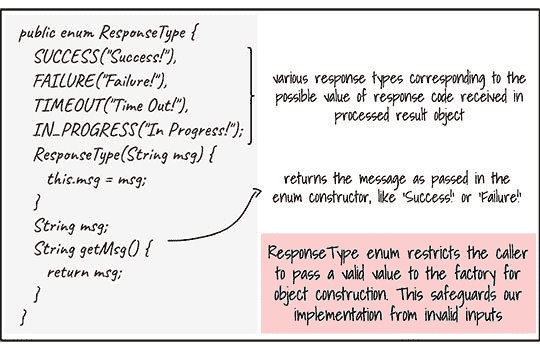 public enum ResponseType {
SUCCESS("Success!"),
FAILURE("Failure!"),
TIMEOUT("Time Out!"),
IN_PROGRESS("In Progress!");
ResponseType(String msg) {
this.msg = msg;
}
String msg;
String getMsg() {
return msg;
}
}
various response types corresponding to the
possible value of response code received in
processed result object
returns the message as passed in the
enum constructor, like 'Success!' or 'Failure!'
ResponseType enum restricts the caller
to pass a valid value to the factory for
object construction. This safeguards our
implementation from invalid inputs